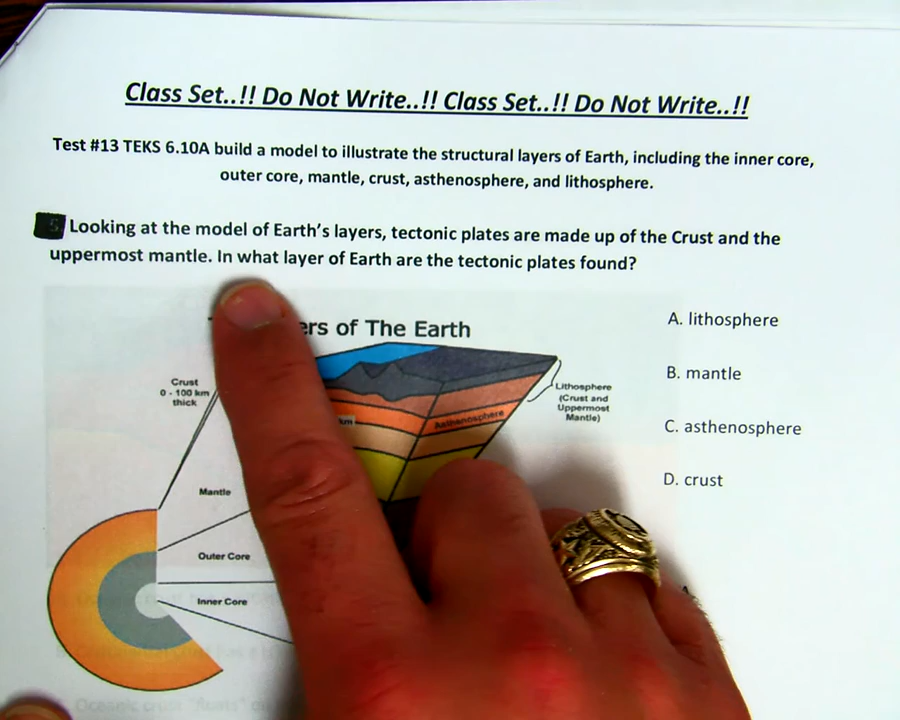 Class Set..!! Do Not Write..!! Class Set..!! Do Not Write..!!
Test #13 TEKS 6.10A build a model to illustrate the structural layers of Earth, including the inner core,
outer core, mantle, crust, asthenosphere, and lithosphere.
Looking at the model of Earth's layers, tectonic plates are made up of the Crust and the
uppermost mantle. In what layer of Earth are the tectonic plates found?
of The Earth
A. lithosphere
B. mantle
C. asthenosphere
D. crust
Crust
0 - 100 km
thick
Lithosphere
(Crust and
Uppermost
Mantle)
km
Asthenosphere
Mantle
Outer Core
Inner Core
Oceanic crust "floats"